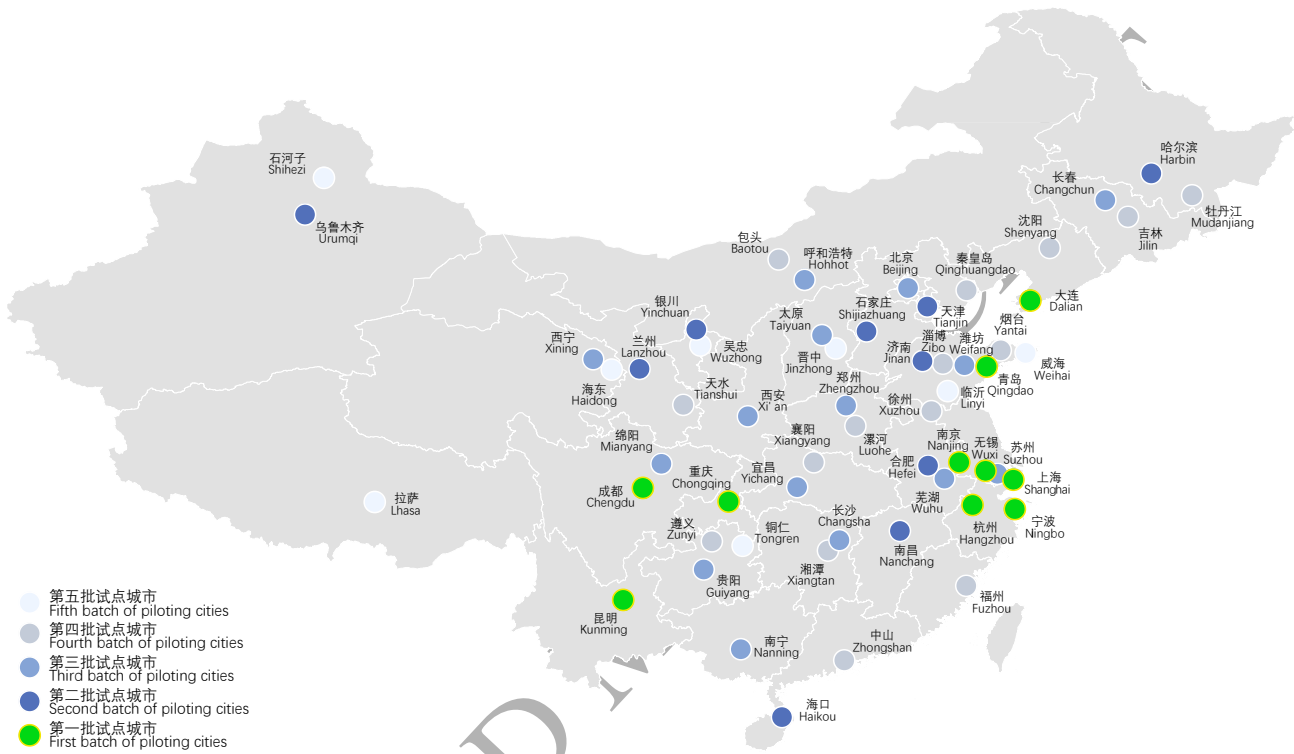 哈尔滨
Harbin
石河子
Shihezi
长春
Changchun
牡丹江
Mudanjiang
沈阳
Shenyang
乌鲁木齐
Urumqi
吉林
Jilin
包头
Baotou
呼和浩特
Hohhot
北京
Beijing
秦皇岛
Qinghuangdao
大连
Dalian
银川
Yinchuan
石家庄
Shijiazhuang
天津
Tianjin
太原
Taiyuan
烟台
Yantai
西宁
Xining
兰州
Lanzhou
吴忠
Wuzhong
晋中
Jinzhong
济南
Jinan
淄博
Zibo
潍坊
Weifang
威海
Weihai
海东
Haidong
天水
Tianshui
西安
Xi' an
郑州
Zhengzhou
徐州
Xuzhou
临沂
Linyi
青岛
Qingdao
绵阳
Mianyang
襄阳
Xiangyang
漯河
Luohe
南京
Nanjing
无锡
Wuxi
苏州
Suzhou
合肥
Hefei
重庆
Chongqing
宜昌
Yichang
成都
Chengdu
上海
Shanghai
拉萨
Lhasa
芜湖
Wuhu
长沙
Changsha
杭州
Hangzhou
宁波
Ningbo
遵义
Zunyi
铜仁
Tongren
南昌
Nanchang
湘潭
Xiangtan
贵阳
Guiyang
福州
Fuzhou
昆明
Kunming
南宁
Nanning
中山
Zhongshan
海口
Haikou
第五批试点城市
Fifth batch of piloting cities
第四批试点城市
Fourth batch of piloting cities
第三批试点城市
Third batch of piloting cities
第二批试点城市
Second batch of piloting cities
第一批试点城市
First batch of piloting cities